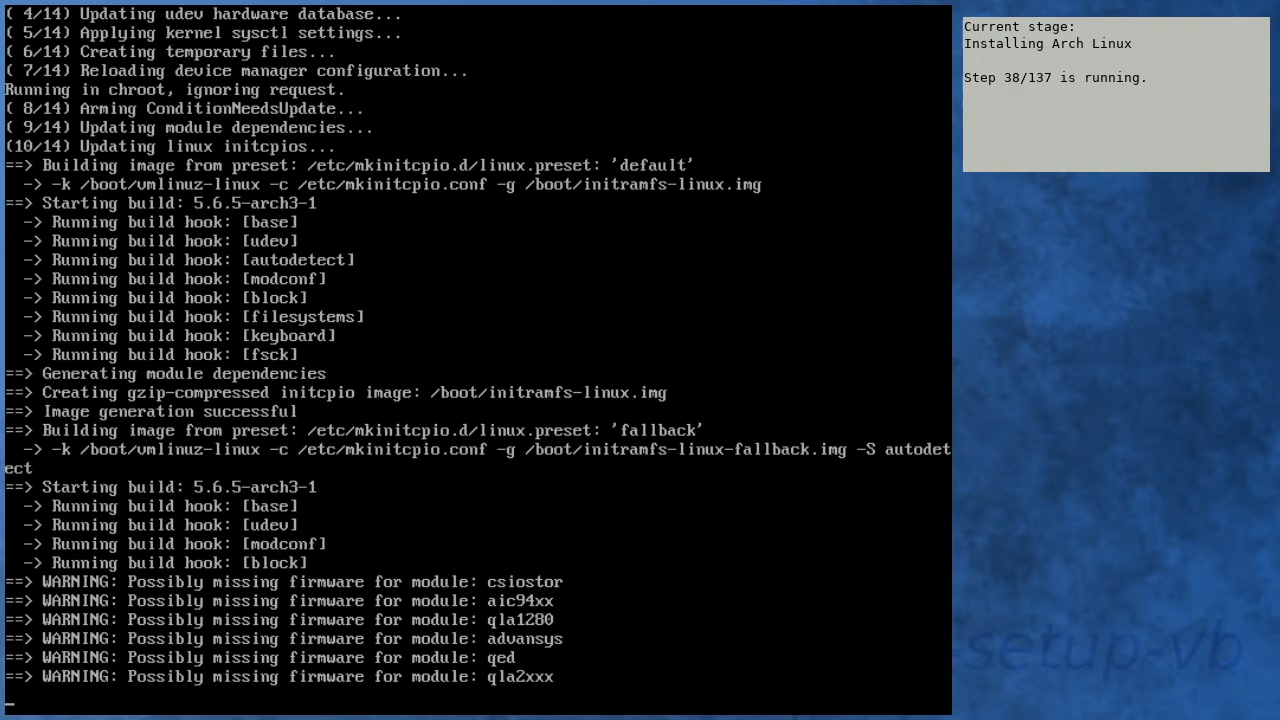 ( 4/14) Updating udev hardware database...
( 5/14) Applying kernel sysctl settings...
( 6/14) Creating temporary files...
( 7/14) Reloading device manager configuration...
Running in chroot, ignoring request.
( 8/14) Arming ConditionNeedsUpdate...
( 9/14) Updating module dependencies...
(10/14) Updating linux initcpios...
==> Building image from preset: /etc/mkinitcpio.d/linux.preset: 'default'
  -> -k /boot/vmlinuz-linux -c /etc/mkinitcpio.conf -g /boot/initramfs-linux.img
==> Starting build: 5.6.5-arch3-1
  -> Running build hook: [base]
  -> Running build hook: [udev]
  -> Running build hook: [autodetect]
  -> Running build hook: [modconf]
  -> Running build hook: [block]
  -> Running build hook: [filesystems]
  -> Running build hook: [keyboard]
  -> Running build hook: [fsck]
==> Generating module dependencies
==> Creating gzip-compressed initcpio image: /boot/initramfs-linux.img
==> Image generation successful
==> Building image from preset: /etc/mkinitcpio.d/linux.preset: 'fallback'
  -> -k /boot/vmlinuz-linux -c /etc/mkinitcpio.conf -g /boot/initramfs-linux-fallback.img -S autodet
ect
==> Starting build: 5.6.5-arch3-1
  -> Running build hook: [base]
  -> Running build hook: [udev]
  -> Running build hook: [modconf]
  -> Running build hook: [block]
==> WARNING: Possibly missing firmware for module: csiostor
==> WARNING: Possibly missing firmware for module: aic94xx
==> WARNING: Possibly missing firmware for module: qla1280
==> WARNING: Possibly missing firmware for module: advansys
==> WARNING: Possibly missing firmware for module: qed
==> WARNING: Possibly missing firmware for module: qla2xxx
_
Current stage:
Installing Arch Linux
Step 38/137 is running.
setup-vb